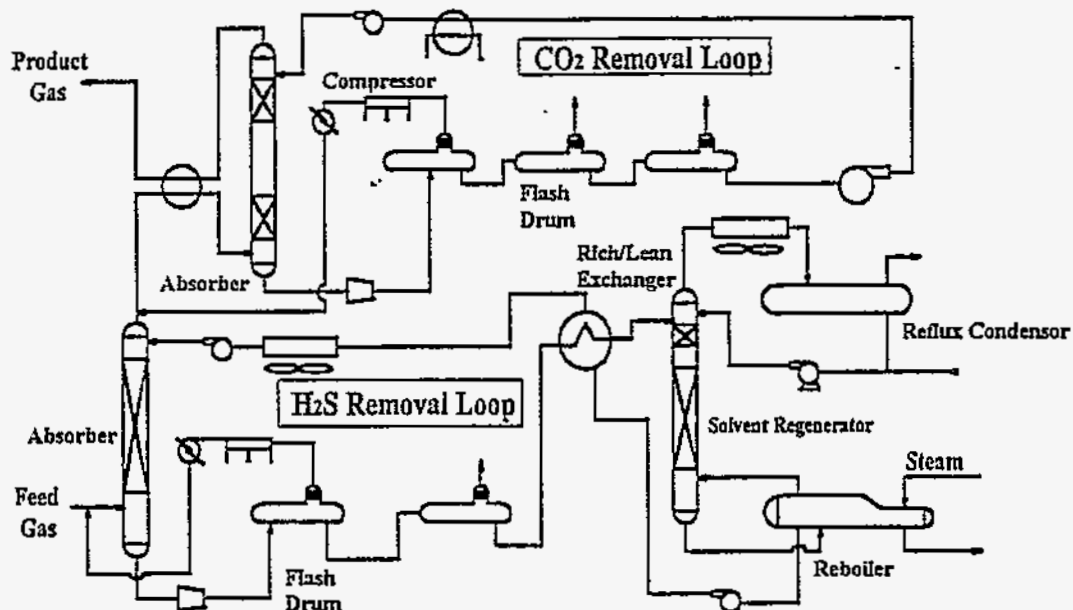 CO2 Removal Loop
Product
Gas
Compressor
Flash
Drum
Absorber
Rich/Lean
Exchanger
Reflux Condensor
H2S Removal Loop
Absorber
Solvent Regenerator
Steam
Feed
Gas
Reboiler
Flash
Drum